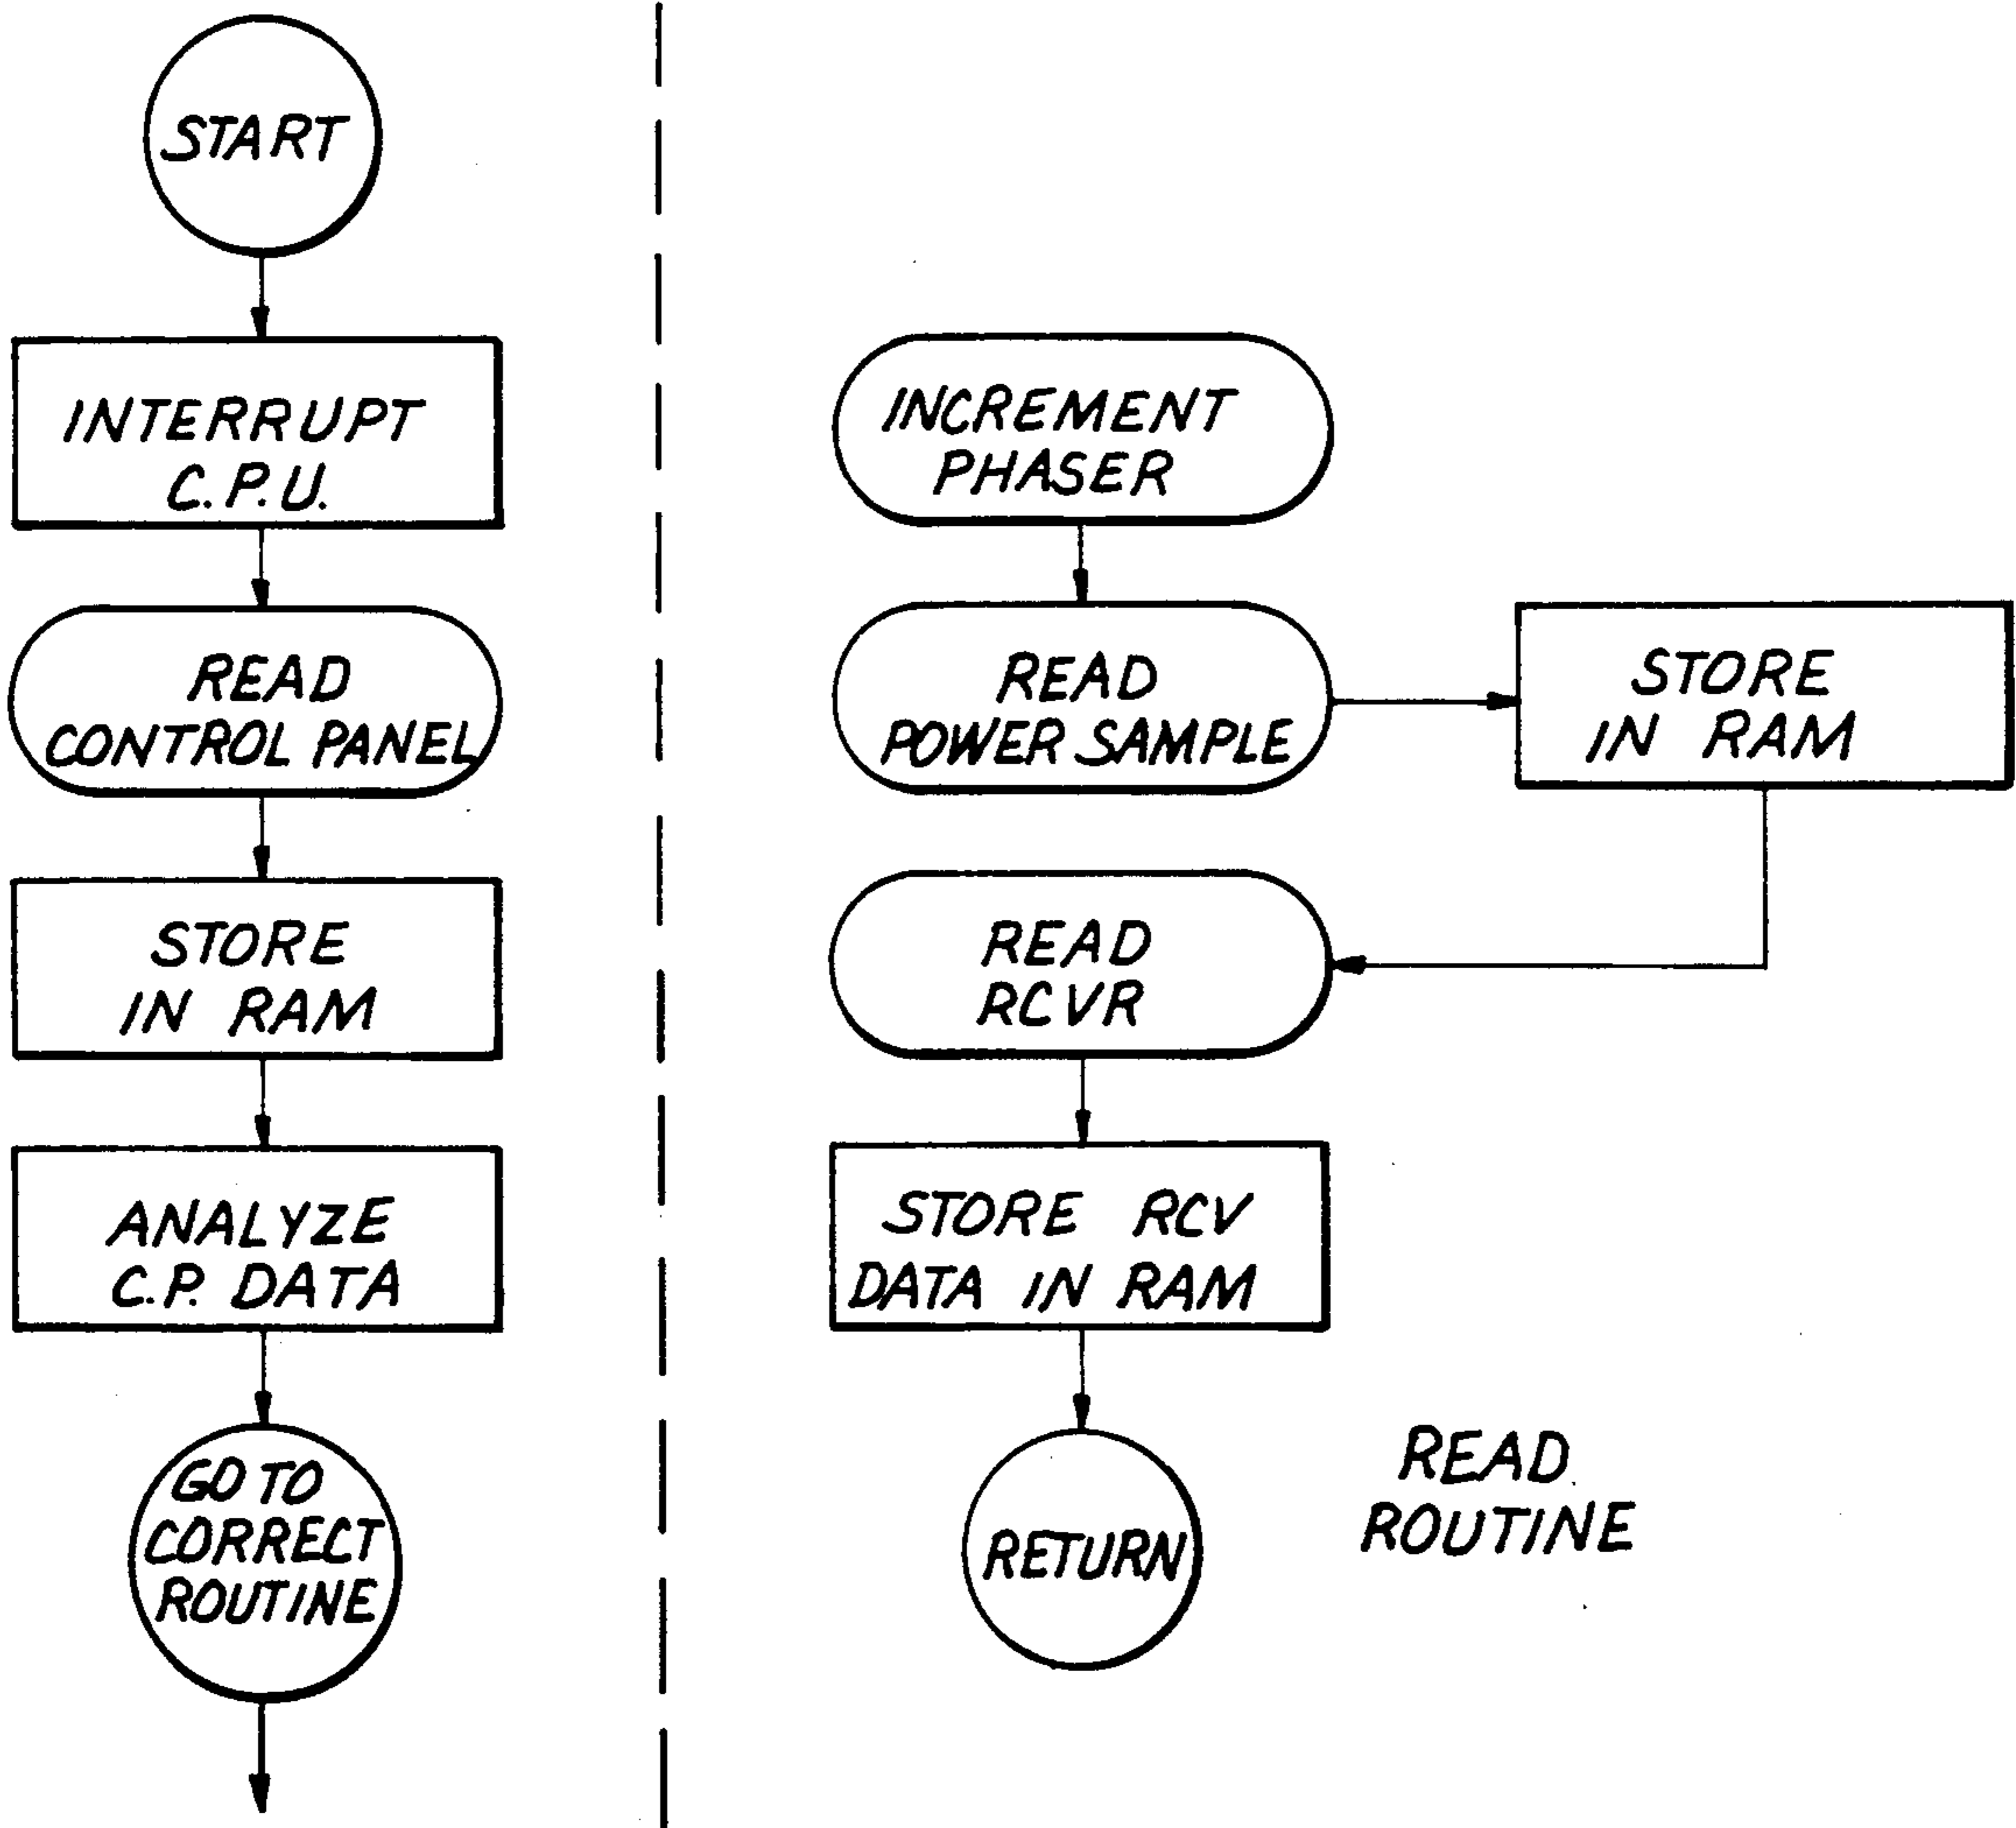 START
INTERRUPT
C.P.U.
READ
CONTROL PANEL
STORE
IN RAM
ANALYZE
C.P. DATA
GO TO
CORRECT
ROUTINE
INCREMENT
PHASER
READ
POWER SAMPLE
STORE
IN RAM
READ
RCVR
STORE RCV
DATA IN RAM
RETURN
READ
ROUTINE